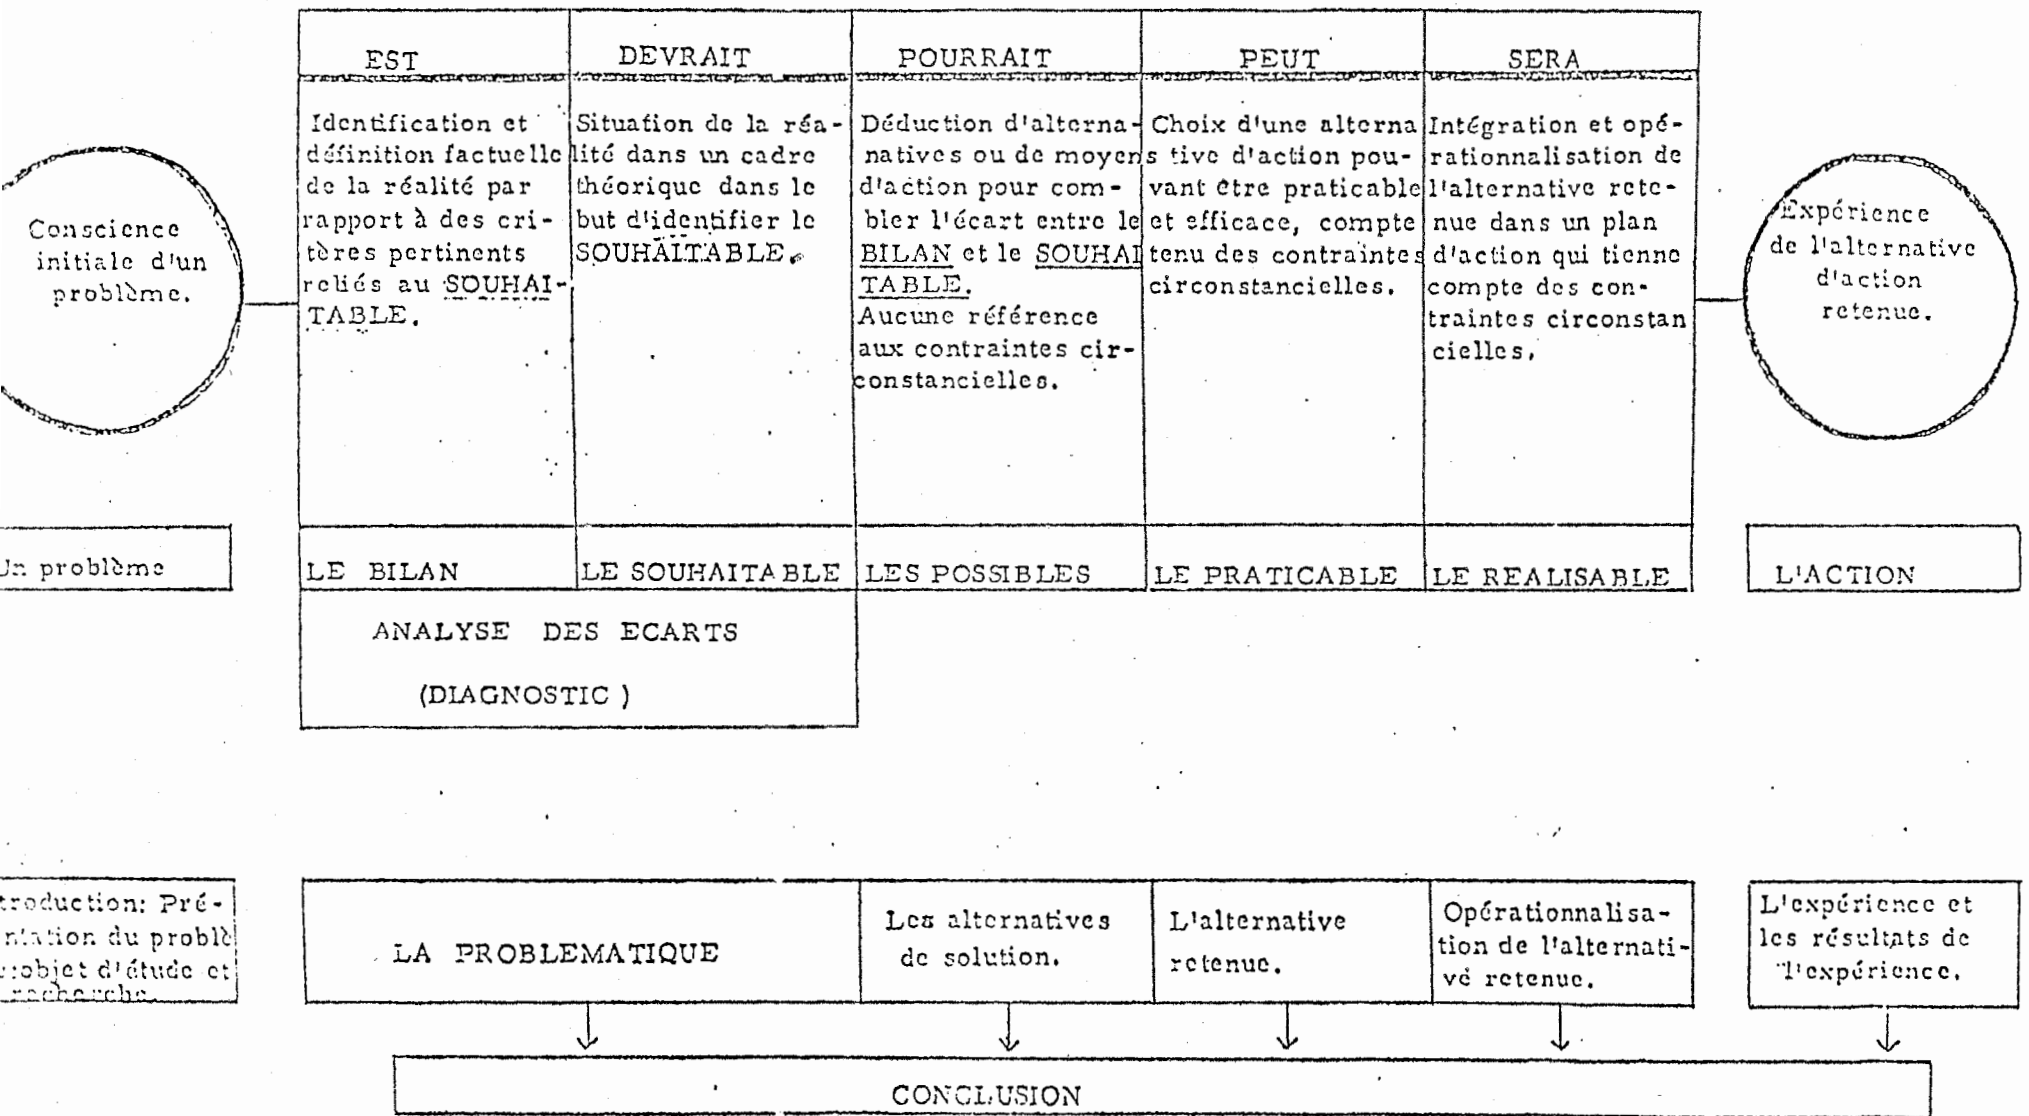 EST
DEVRAIT
POURRAIT
PEUT
SERA
Conscience
initiale d'un
problème.
Identification et
définition factuelle
de la réalité par
rapport à des cri-
tères pertinents
reliés au SOUHAI-
TABLE.
Situation de la réa-
lité dans un cadre
théorique dans le
but d'identifier le
SOUHAITABLE.
Déduction d'alterna-
natives ou de moyens
d'action pour com-
bler l'écart entre le
BILAN et le SOUHAI
TABLE.
Aucune référence
aux contraintes cir-
constancielles.
Choix d'une alterna
tive d'action pou-
vant être praticable
et efficace, compte
tenu des contraintes
circonstancielles.
Intégration et opé-
rationnalisation de
l'alternative rete-
nue dans un plan
d'action qui tienne
compte des con-
traintes circonstan
cielles.
Expérience
de l'alternative
d'action
retenue.
Un problème
LE BILAN
LE SOUHAITABLE
LES POSSIBLES
LE PRATICABLE
LE REALISABLE
L'ACTION
ANALYSE DES ECARTS
(DIAGNOSTIC )
troduction: Pré-
ntation du problè
objet d'étude et
recherche.
LA PROBLEMATIQUE
Les alternatives
de solution.
L'alternative
retenue.
Opérationnalisa-
tion de l'alternati-
ve retenue.
L'expérience et
les résultats de
l'expérience.
CONCLUSION